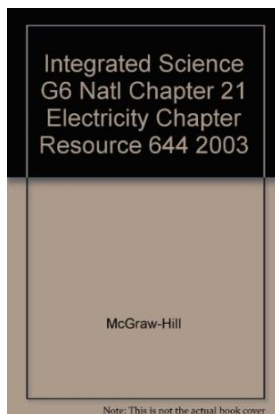 Integrated Science
G6 Natl Chapter 21
Electricity Chapter
Resource 644 2003
McGraw-Hill
Note: This is not the actual book cover